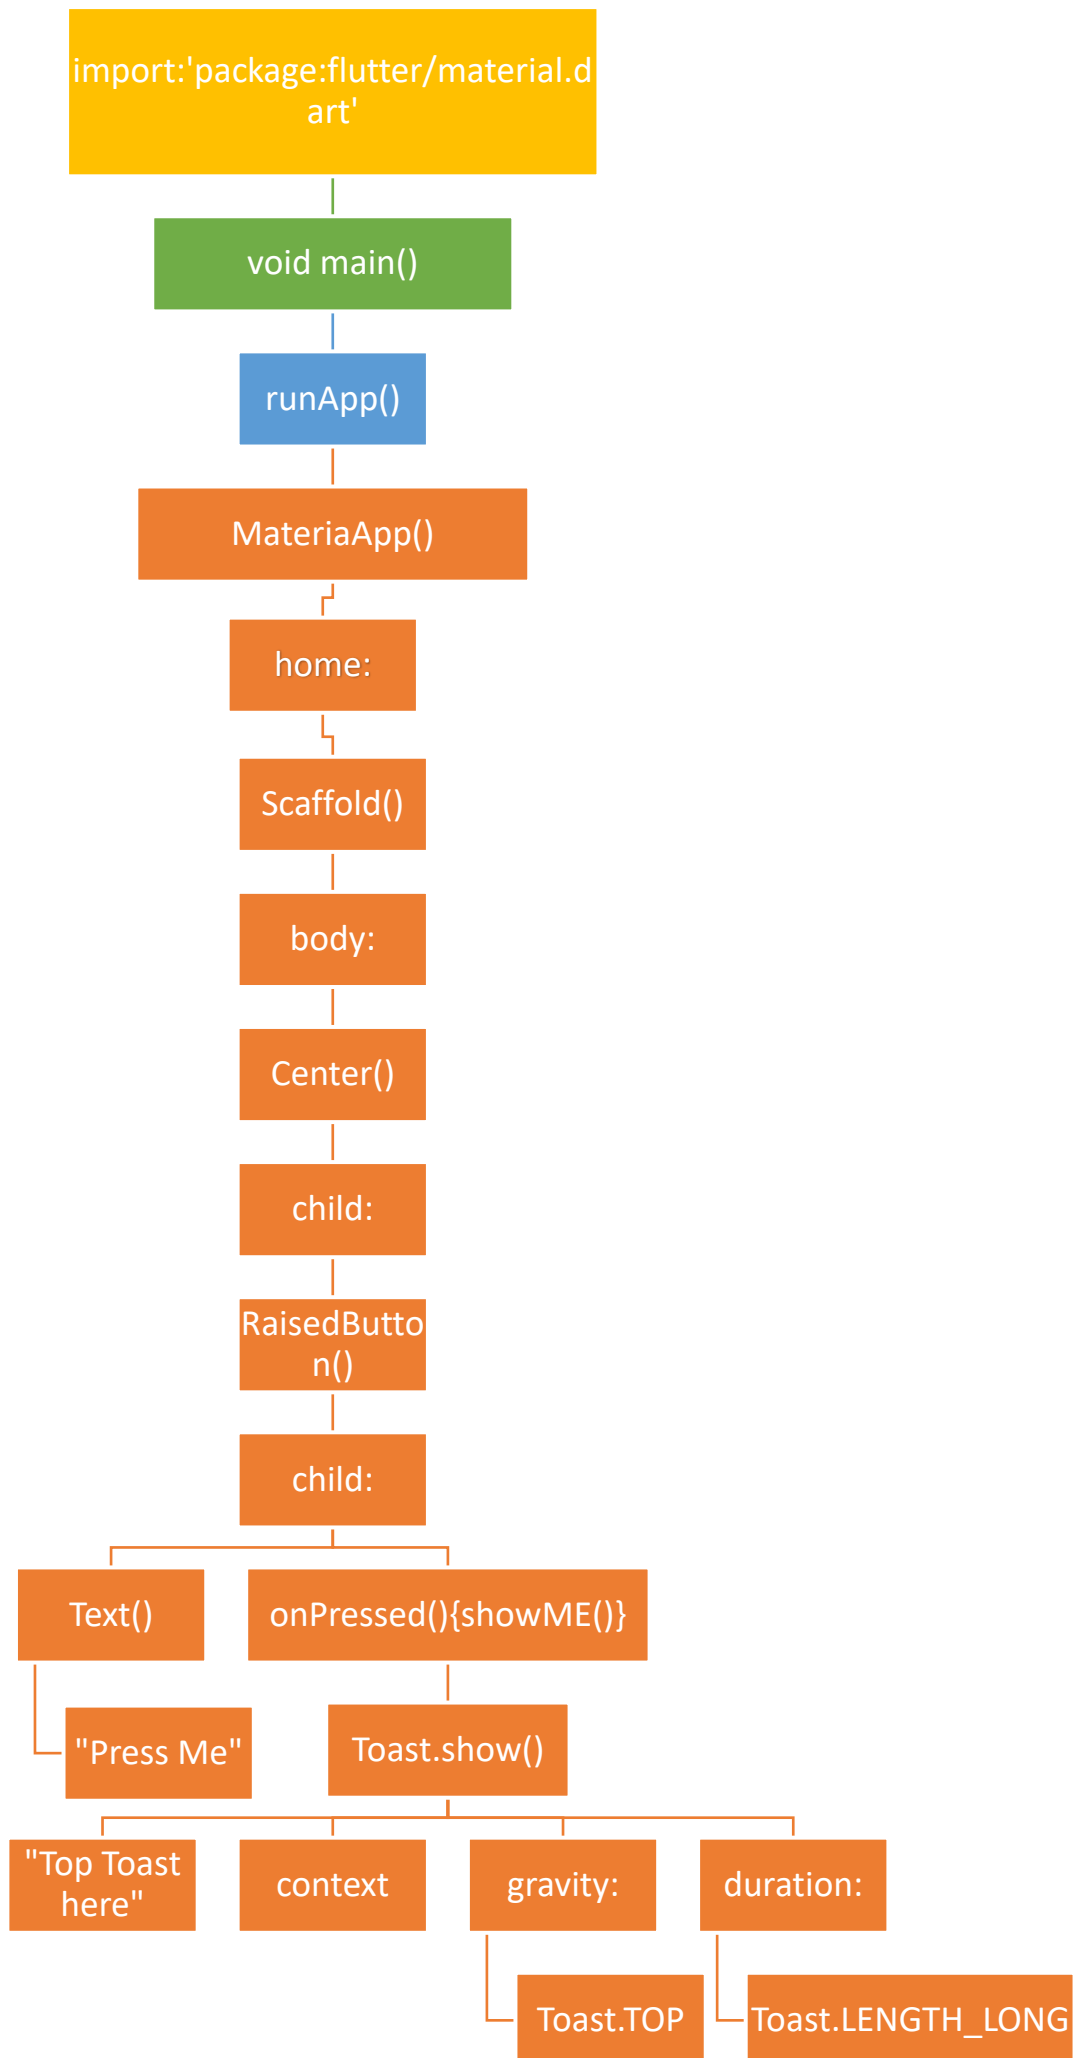 import:'package:flutter/material.d
art'
void main()
runApp()
MateriaApp()
home:
Scaffold()
body:
Center()
child:
RaisedButto
n()
child:
Text()
onPressed(){showME()}
"Press Me"
Toast.show()
"Top Toast
here"
context
gravity:
duration:
Toast.TOP
Toast.LENGTH_LONG